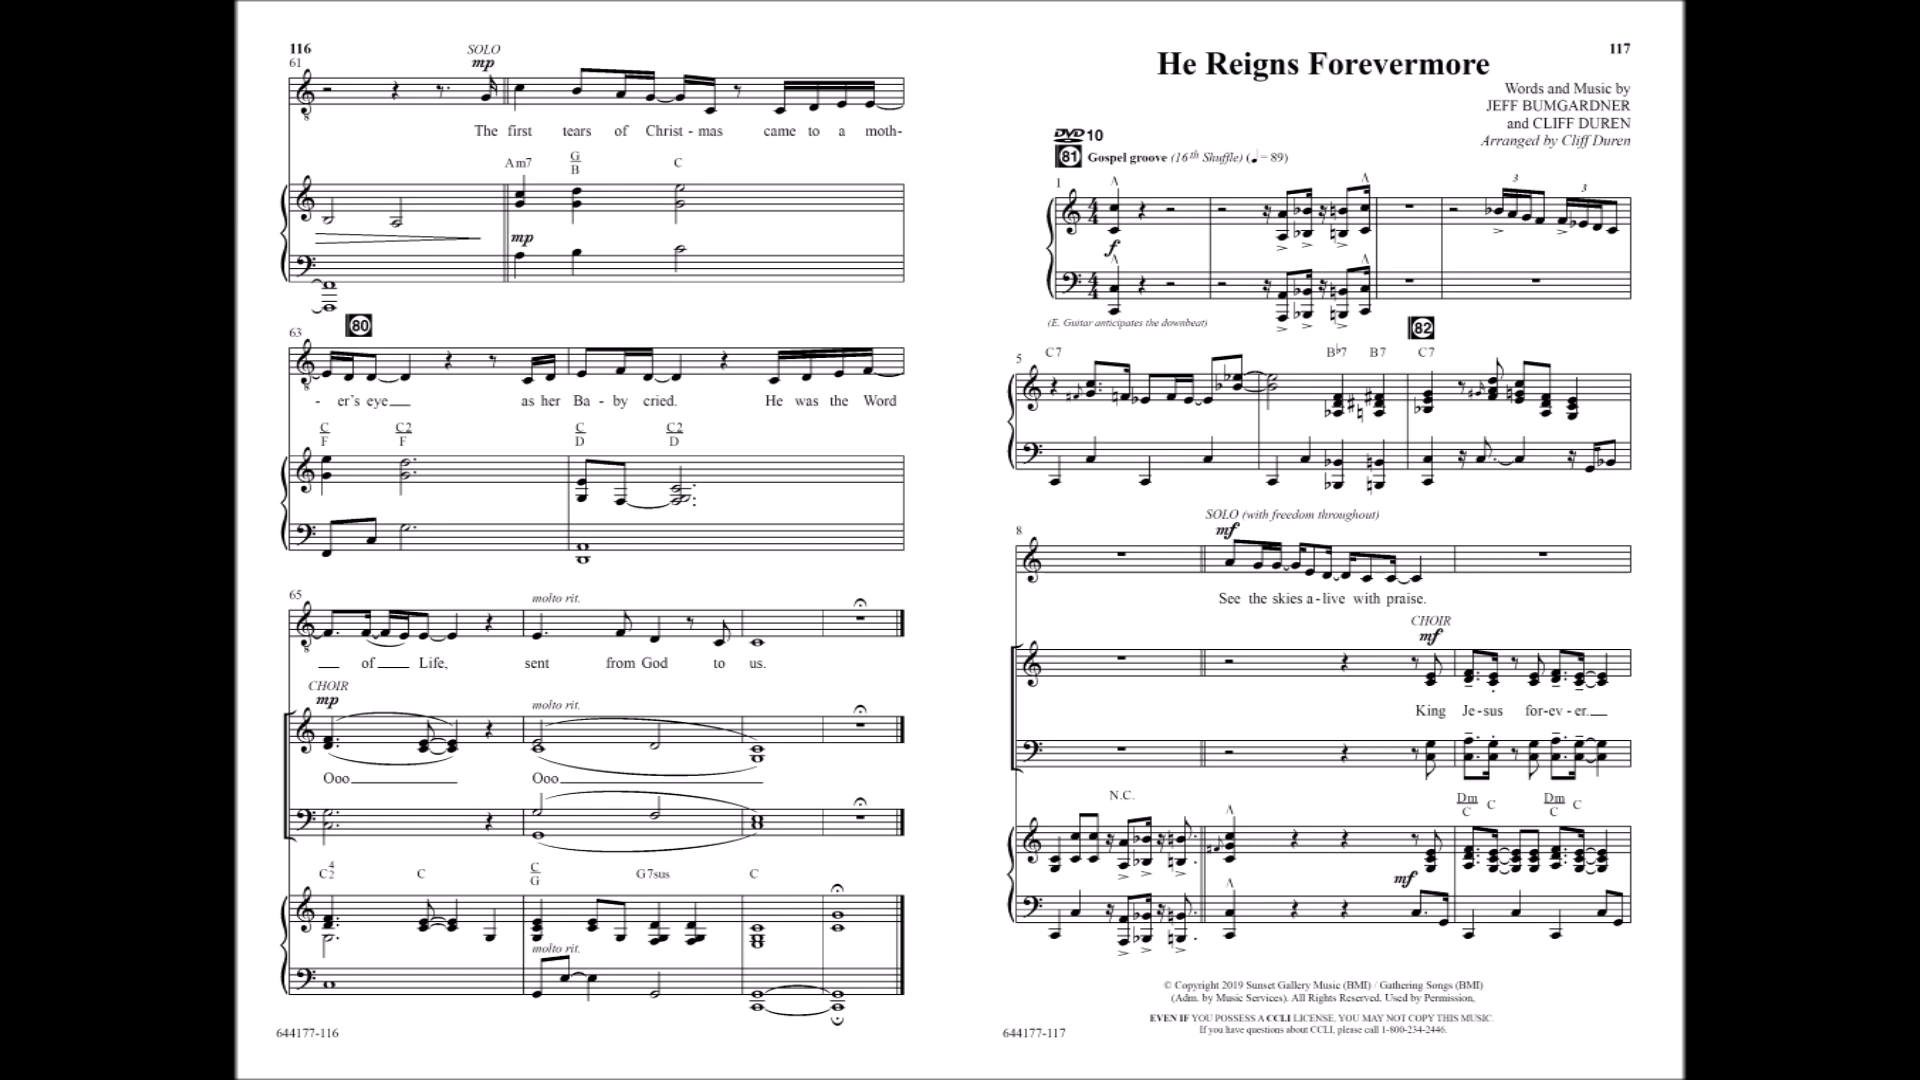 116
61
SOLO
mp
The first tears of Christ - mas came to a moth-
Am7 G/B C
mp
80
63
- er's eye as her Ba - by cried. He was the Word
C/F C2/F C/D C2/D
65
molto rit.
of Life, sent from God to us.
CHOIR
mp
molto rit.
Ooo Ooo
C4/2 C C/G G7sus C
molto rit.
644177-116
117
He Reigns Forevermore
Words and Music by
JEFF BUMGARDNER
and CLIFF DUREN
Arranged by Cliff Duren
DVD 10
81 Gospel groove (16th Shuffle) (♩ = 89)
1
3 3
f
(E. Guitar anticipates the downbeat)
82
5
C7 B♭7 B7 C7
SOLO (with freedom throughout)
8
mf
See the skies a - live with praise.
CHOIR
mf
King Je - sus for - ev - er.
N.C. Dm/C C Dm/C C
mf
© Copyright 2019 Sunset Gallery Music (BMI) / Gathering Songs (BMI)
(Adm. by Music Services). All Rights Reserved. Used by Permission.
EVEN IF YOU POSSESS A CCLI LICENSE, YOU MAY NOT COPY THIS MUSIC.
If you have questions about CCLI, please call 1-800-234-2446.
644177-117